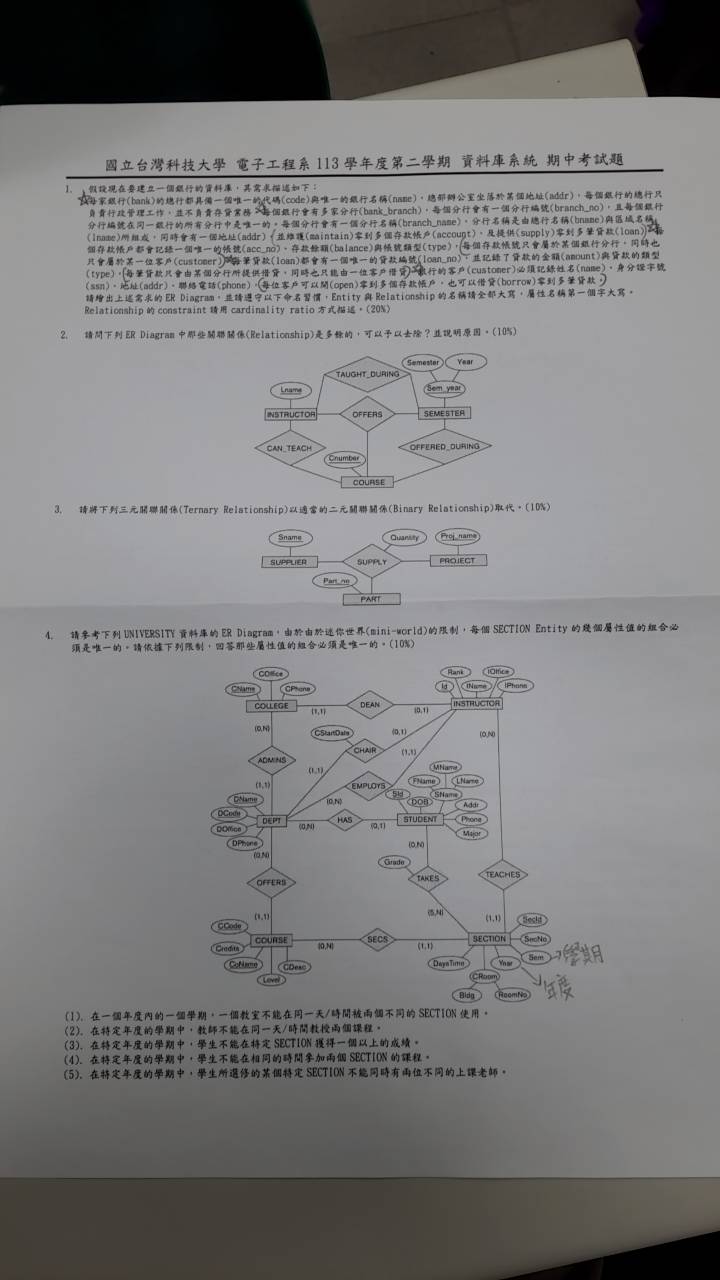 國立台灣科技大學 電子工程系 113 學年度第二學期 資料庫系統 期中考試題
1. 假設現在要建立一個銀行的資料庫，其需求描述如下：
每家銀行(bank)的總行都具備一個唯一的代碼(code)與唯一的銀行名稱(name)，總部辦公室坐落於某個地址(addr)，每個銀行的總行只
負責行政管理工作，並不負責存貸業務。每個銀行會有多家分行(bank_branch)，每個分行會有一個分行編號(branch_no)，且每個銀行
分行編號在同一銀行的所有分行中是唯一的。每個分行會有一個分行名稱(branch_name)，分行名稱是由總行名稱(bname)與區域名稱
(lname)所組成，同時會有一個地址(addr)，並維護(maintain)零到多個存款帳戶(account)，及提供(supply)零到多筆貸款(loan)。每
個存款帳戶都會記錄一個唯一的帳號(acc_no)、存款餘額(balance)與帳號類型(type)，每個存款帳號只會屬於某個銀行分行，同時也
只會屬於某一位客戶(customer)。每筆貸款(loan)都會有一個唯一的貸款編號(loan_no)，並記錄了貸款的金額(amount)與貸款的類型
(type)，每筆貸款只會由某個分行所提供借貸，同時也只能由一位客戶借貸。銀行的客戶(customer)必須記錄姓名(name)、身分證字號
(ssn)、地址(addr)、聯絡電話(phone)，每位客戶可以開(open)零到多個存款帳戶，也可以借貸(borrow)零到多筆貸款。
請繪出上述需求的 ER Diagram，並請遵守以下命名習慣，Entity 與 Relationship 的名稱請全部大寫，屬性名稱第一個字大寫。
Relationship 的 constraint 請用 cardinality ratio 方式描述。(20%)
2. 請問下列 ER Diagram 中那些關聯關係(Relationship)是多餘的，可以予以去除？並說明原因。(10%)
Semester Year
TAUGHT_DURING
Lname Sem_year
INSTRUCTOR OFFERS SEMESTER
CAN_TEACH OFFERED_DURING
Cnumber
COURSE
3. 請將下列三元關聯關係(Ternary Relationship)以適當的二元關聯關係(Binary Relationship)取代。(10%)
Sname Quantity Proj_name
SUPPLIER SUPPLY PROJECT
Part_no
PART
4. 請參考下列 UNIVERSITY 資料庫的 ER Diagram，由於由於迷你世界(mini-world)的限制，每個 SECTION Entity 的幾個屬性值的組合必
須是唯一的。請依據下列限制，回答那些屬性值的組合必須是唯一的。(10%)
COffice Rank IOffice
CName CPhone Id IName IPhone
COLLEGE (1,1) DEAN (0,1) INSTRUCTOR
(0,N) CStartDate (0,1) (0,N)
CHAIR (1,1)
ADMINS MName
(1,1) FName LName
(1,1) EMPLOYS SId DOB SName
DName (0,N) Addr
DCode DEPT (0,N) HAS (0,1) STUDENT Phone
DOffice Major
DPhone
(0,N) (0,N)
Grade
OFFERS TAKES TEACHES
(1,1) (5,N) (1,1) SecId
CCode
COURSE (0,N) SECS (1,1) SECTION SecNo
Credits
CoName CDesc DaysTime Year Sem 學期
Level CRoom
Bldg RoomNo 年度
(1). 在一個年度內的一個學期，一個教室不能在同一天/時間被兩個不同的 SECTION 使用。
(2). 在特定年度的學期中，教師不能在同一天/時間教授兩個課程。
(3). 在特定年度的學期中，學生不能在特定 SECTION 獲得一個以上的成績。
(4). 在特定年度的學期中，學生不能在相同的時間參加兩個 SECTION 的課程。
(5). 在特定年度的學期中，學生所選修的某個特定 SECTION 不能同時有兩位不同的上課老師。